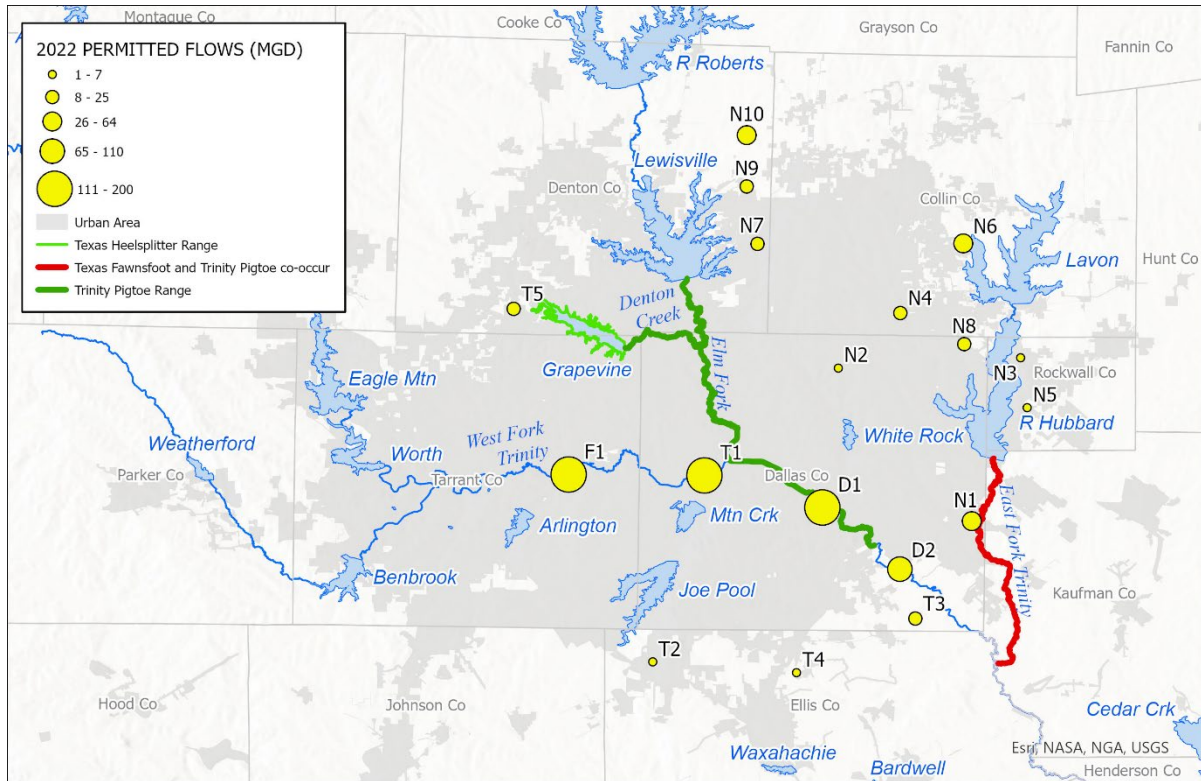 Montague Co
Cooke Co
Grayson Co
Fannin Co
2022 PERMITTED FLOWS (MGD)
1 - 7
8 - 25
26 - 64
65 - 110
111 - 200
Urban Area
Texas Heelsplitter Range
Texas Fawnsfoot and Trinity Pigtoe co-occur
Trinity Pigtoe Range
R Roberts
N10
Lewisville
N9
Denton Co
Collin Co
N7
N6
Lavon
Hunt Co
T5
Denton
Creek
N4
Elm Fork
N8
Grapevine
N2
N3
Rockwall Co
Eagle Mtn
N5
R Hubbard
White Rock
Weatherford
Worth
West Fork
Trinity
F1
T1
Parker Co
Tarrant Co
Dallas Co
D1
N1
East Fork Trinity
Arlington
Mtn Crk
D2
Benbrook
Joe Pool
Kaufman Co
T3
T2
T4
Hood Co
Johnson Co
Ellis Co
Cedar Crk
Waxahachie
Bardwell
Esri, NASA, NGA, USGS
Henderson Co